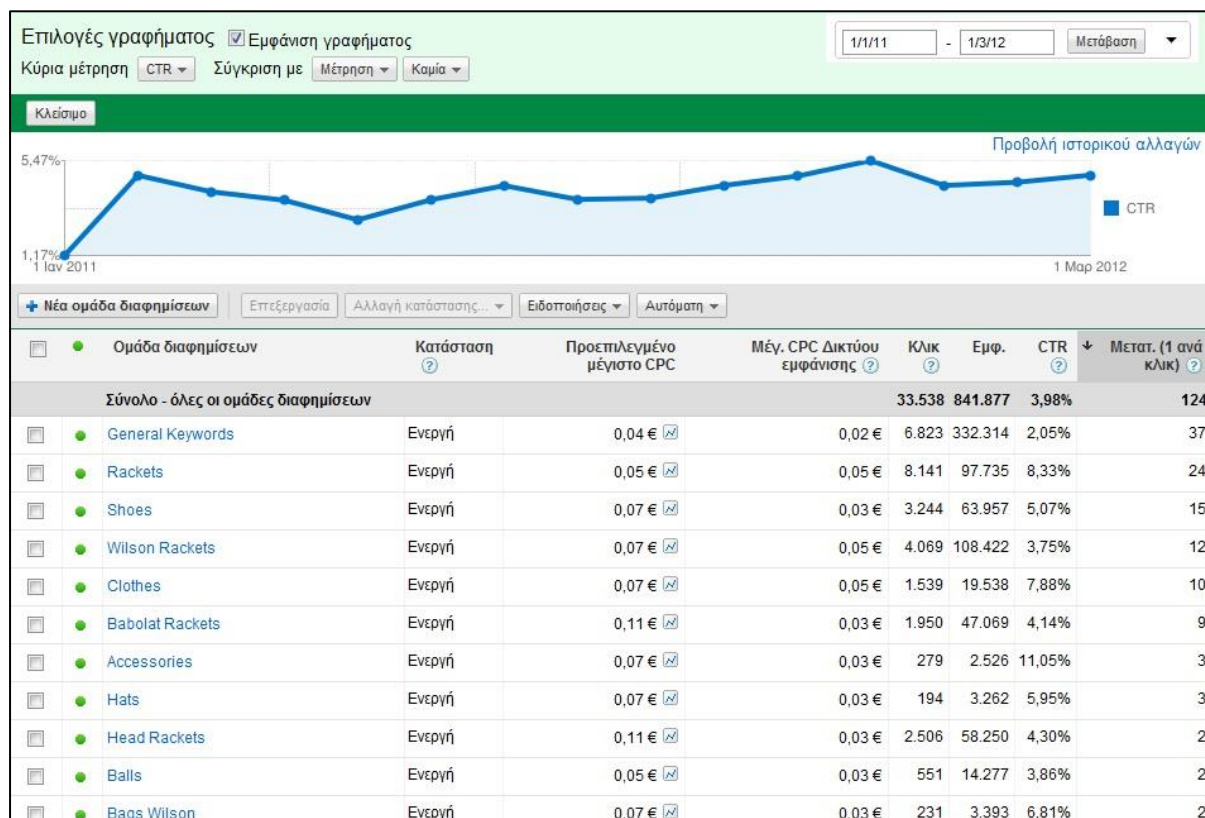 Επιλογές γραφήματος Εμφάνιση γραφήματος
1/1/11 - 1/3/12 Μετάβαση
Κύρια μέτρηση CTR Σύγκριση με Μέτρηση Καμία
Κλείσιμο
Προβολή ιστορικού αλλαγών
5,47%
CTR
1,17%
1 Ιαν 2011 1 Μαρ 2012
+ Νέα ομάδα διαφημίσεων Επεξεργασία Αλλαγή κατάστασης... Ειδοποιήσεις Αυτόματη
Ομάδα διαφημίσεων Κατάσταση Προεπιλεγμένο Μέγ. CPC Δικτύου Κλικ Εμφ. CTR Μετατ. (1 ανά
? μέγιστο CPC εμφάνισης ? ? ? κλικ) ?
Σύνολο - όλες οι ομάδες διαφημίσεων 33.538 841.877 3,98% 124
General Keywords Ενεργή 0,04 € 0,02 € 6.823 332.314 2,05% 37
Rackets Ενεργή 0,05 € 0,05 € 8.141 97.735 8,33% 24
Shoes Ενεργή 0,07 € 0,03 € 3.244 63.957 5,07% 15
Wilson Rackets Ενεργή 0,07 € 0,05 € 4.069 108.422 3,75% 12
Clothes Ενεργή 0,07 € 0,05 € 1.539 19.538 7,88% 10
Babolat Rackets Ενεργή 0,11 € 0,03 € 1.950 47.069 4,14% 9
Accessories Ενεργή 0,07 € 0,03 € 279 2.526 11,05% 3
Hats Ενεργή 0,07 € 0,03 € 194 3.262 5,95% 3
Head Rackets Ενεργή 0,11 € 0,03 € 2.506 58.250 4,30% 2
Balls Ενεργή 0,05 € 0,03 € 551 14.277 3,86% 2
Bags Wilson Ενεργή 0,07 € 0,03 € 231 3.393 6,81% 2